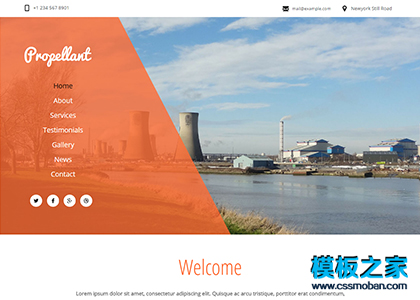 +1 234 567 8901
mail@example.com
Newyork Still Road
Propellant
Home
About
Services
Testimonials
Gallery
News
Contact
Welcome
Lorem ipsum dolor sit amet, consectetur adipiscing elit. Quisque ac purus dictum, porttitor erat condimentum,
模板之家
www.cssmoban.com